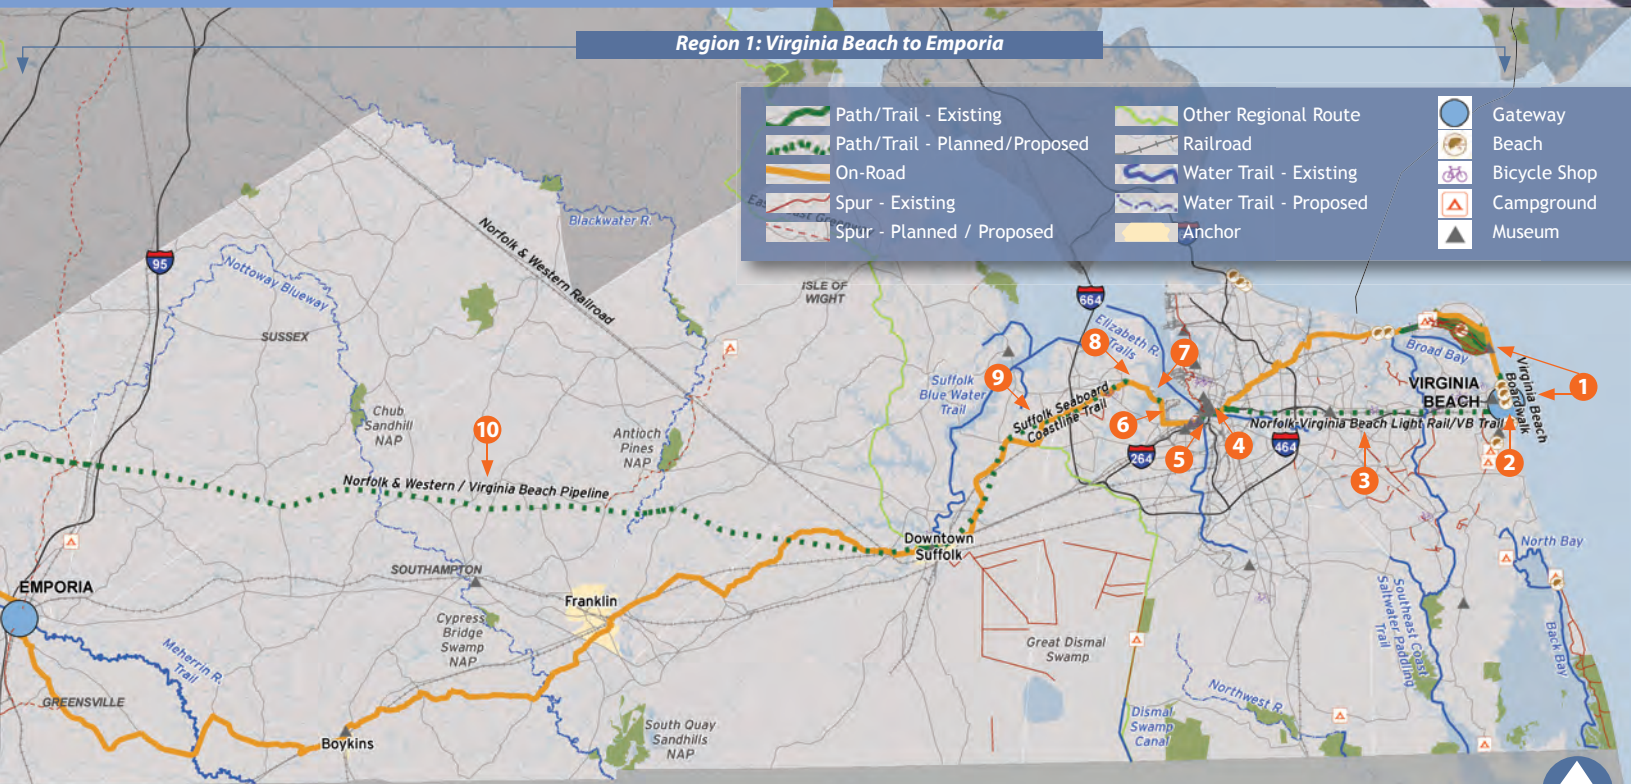 Region 1: Virginia Beach to Emporia
Path/Trail - Existing
Path/Trail - Planned/Proposed
On-Road
Spur - Existing
Spur - Planned / Proposed
Other Regional Route
Railroad
Water Trail - Existing
Water Trail - Proposed
Anchor
Gateway
Beach
Bicycle Shop
Campground
Museum
95
Nottoway Blueway
SUSSEX
Blackwater R.
Norfolk & Western Railroad
ISLE OF
WIGHT
664
Elizabeth R.
Trails
8
7
9
Suffolk
Blue Water
Trail
Suffolk Seaboard
Coastline Trail
6
5
4
264
464
Broad Bay
VIRGINIA
BEACH
Virginia Beach
Boardwalk
1
2
3
Norfolk-Virginia Beach Light Rail/VB Trail
Chub
Sandhill
NAP
10
Antioch
Pines
NAP
Norfolk & Western / Virginia Beach Pipeline
Downtown
Suffolk
EMPORIA
SOUTHAMPTON
Franklin
Cypress
Bridge
Swamp
NAP
Meherrin R.
Trail
GREENSVILLE
Boykins
South Quay
Sandhills
NAP
Great Dismal
Swamp
Dismal
Swamp
Canal
Northwest R.
Southeast Coast
Saltwater Paddling
Trail
North Bay
Back Bay